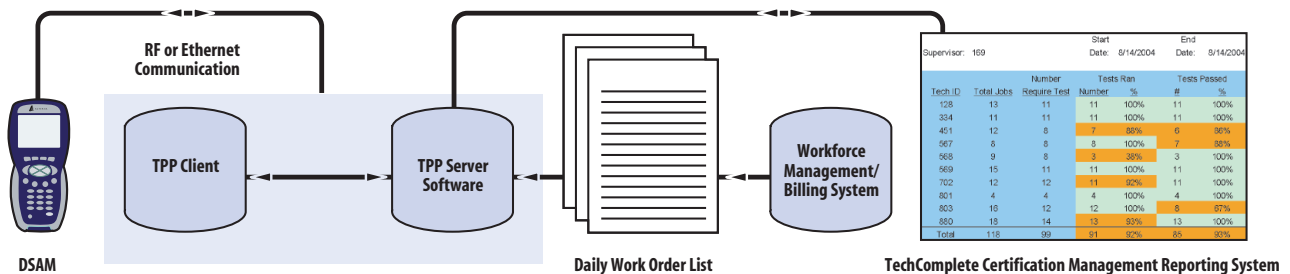 RF or Ethernet
Communication
TPP Client
TPP Server
Software
Workforce
Management/
Billing System
DSAM
Daily Work Order List
TechComplete Certification Management Reporting System
Start End
Supervisor: 169 Date: 8/14/2004 Date: 8/14/2004
Number Tests Ran Tests Passed
Tech ID Total Jobs Require Test Number % # %
128 13 11 11 100% 11 100%
334 11 11 11 100% 11 100%
451 12 8 7 88% 6 86%
567 8 8 8 100% 7 88%
568 9 8 3 38% 3 100%
569 15 11 11 100% 11 100%
702 12 12 11 92% 11 100%
801 4 4 4 100% 4 100%
803 16 12 12 100% 8 67%
880 18 14 13 93% 13 100%
Total 118 99 91 92% 85 93%